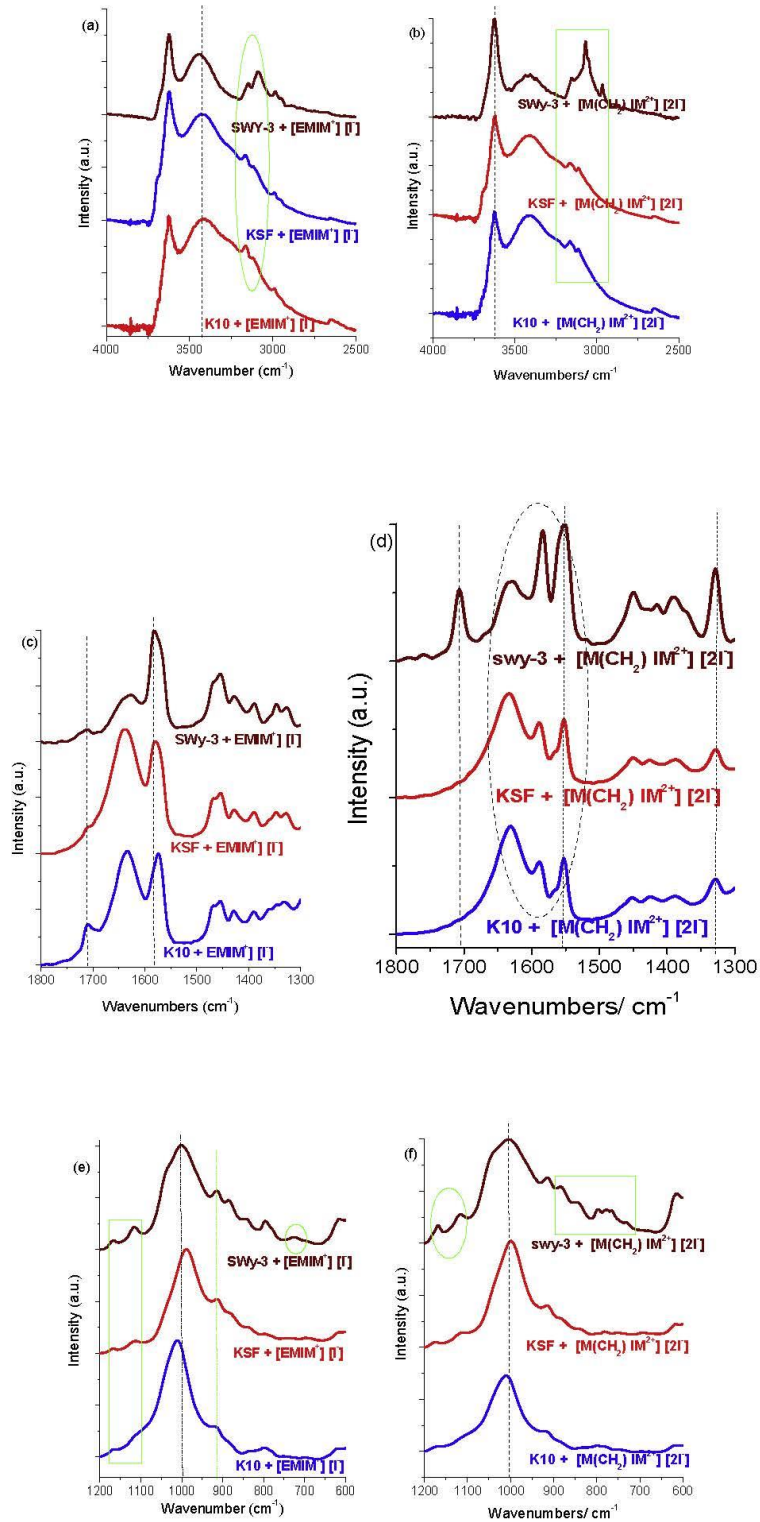 (a)
SWY-3 + [EMIM⁺] [I⁻]
KSF + [EMIM⁺] [I⁻]
K10 + [EMIM⁺] [I⁻]
Intensity (a.u.)
4000 3500 3000 2500
Wavenumber (cm⁻¹)
(b)
SWy-3 + [M(CH₂) IM²⁺] [2I⁻]
KSF + [M(CH₂) IM²⁺] [2I⁻]
K10 + [M(CH₂) IM²⁺] [2I⁻]
Intensity (a.u.)
4000 3500 3000 2500
Wavenumbers/ cm⁻¹
(c)
SWy-3 + EMIM⁺] [I⁻]
KSF + EMIM⁺] [I⁻]
K10 + EMIM⁺] [I⁻]
Intensity (a.u.)
1800 1700 1600 1500 1400 1300
Wavenumbers (cm⁻¹)
(d)
swy-3 + [M(CH₂) IM²⁺] [2I⁻]
KSF + [M(CH₂) IM²⁺] [2I⁻]
K10 + [M(CH₂) IM²⁺] [2I⁻]
Intensity (a.u.)
1800 1700 1600 1500 1400 1300
Wavenumbers/ cm⁻¹
(e)
SWy-3 + [EMIM⁺] [I⁻]
KSF + [EMIM⁺] [I⁻]
K10 + [EMIM⁺] [I⁻]
Intensity (a.u.)
1200 1100 1000 900 800 700 600
Wavenumber (cm⁻¹)
(f)
swy-3 + [M(CH₂) IM²⁺] [2I⁻]
KSF + [M(CH₂) IM²⁺] [2I⁻]
K10 + [M(CH₂) IM²⁺] [2I⁻]
Intensity (a.u.)
1200 1100 1000 900 800 700 600
Wavenumbers/ cm⁻¹